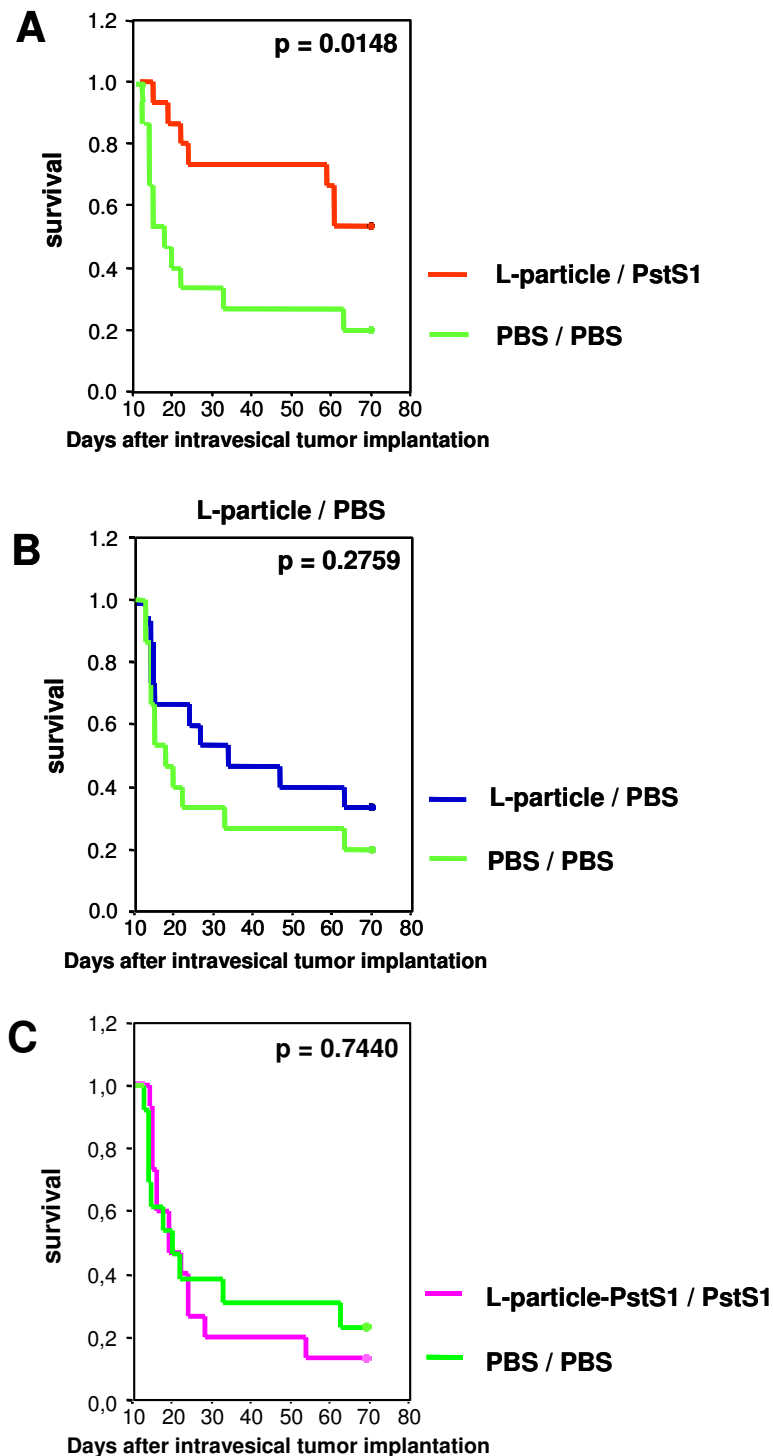 A
p = 0.0148
1.2
1.0
0.8
0.6
0.4
0.2
0.0
survival
10 20 30 40 50 60 70 80
Days after intravesical tumor implantation
L-particle / PstS1
PBS / PBS
L-particle / PBS
B
p = 0.2759
1.2
1.0
0.8
0.6
0.4
0.2
0.0
survival
10 20 30 40 50 60 70 80
Days after intravesical tumor implantation
L-particle / PBS
PBS / PBS
C
p = 0.7440
1,2
1,0
0,8
0,6
0,4
0,2
0,0
survival
10 20 30 40 50 60 70 80
Days after intravesical tumor implantation
L-particle-PstS1 / PstS1
PBS / PBS